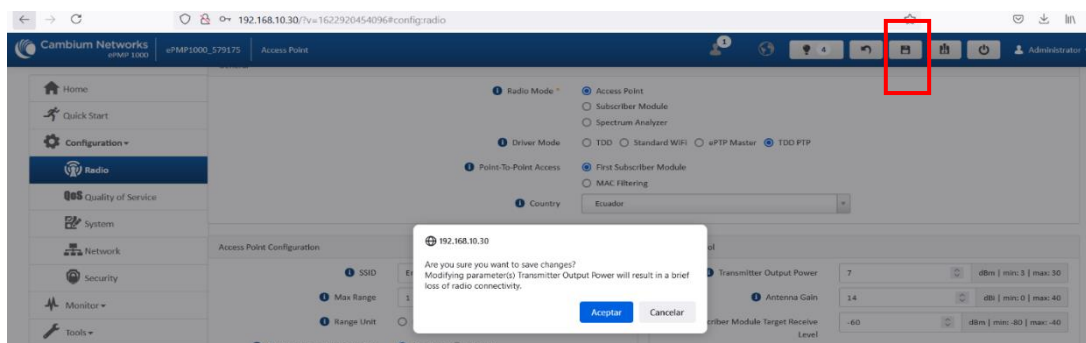 192.168.10.30/?v=1622920454096#config:radio
Cambium Networks
ePMP 1000
ePMP1000_579175
Access Point
1
4
Administrator
Home
Quick Start
Configuration
Radio
QoS Quality of Service
System
Network
Security
Monitor
Tools
Radio Mode *
Access Point
Subscriber Module
Spectrum Analyzer
Driver Mode
TDD
Standard WiFi
ePTP Master
TDD PTP
Point-To-Point Access
First Subscriber Module
MAC Filtering
Country
Ecuador
Access Point Configuration
SSID
Max Range
Range Unit
192.168.10.30
Are you sure you want to save changes?
Modifying parameter(s) Transmitter Output Power will result in a brief
loss of radio connectivity.
Aceptar
Cancelar
Transmitter Output Power
7
dBm | min: 3 | max: 30
Antenna Gain
14
dBi | min: 0 | max: 40
Module Target Receive
Level
-60
dBm | min: -80 | max: -40